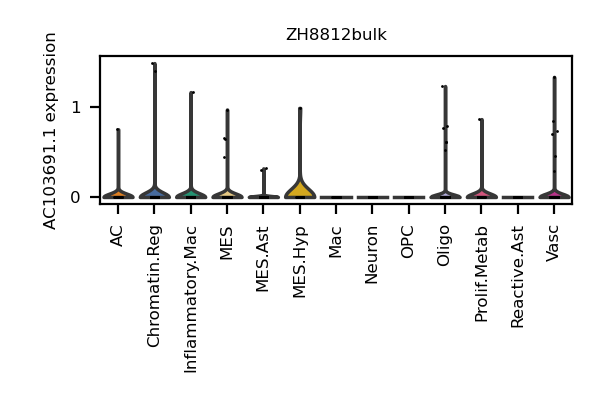 ZH8812bulk
AC103691.1 expression
1
0
AC
Chromatin.Reg
Inflammatory.Mac
MES
MES.Ast
MES.Hyp
Mac
Neuron
OPC
Oligo
Prolif.Metab
Reactive.Ast
Vasc